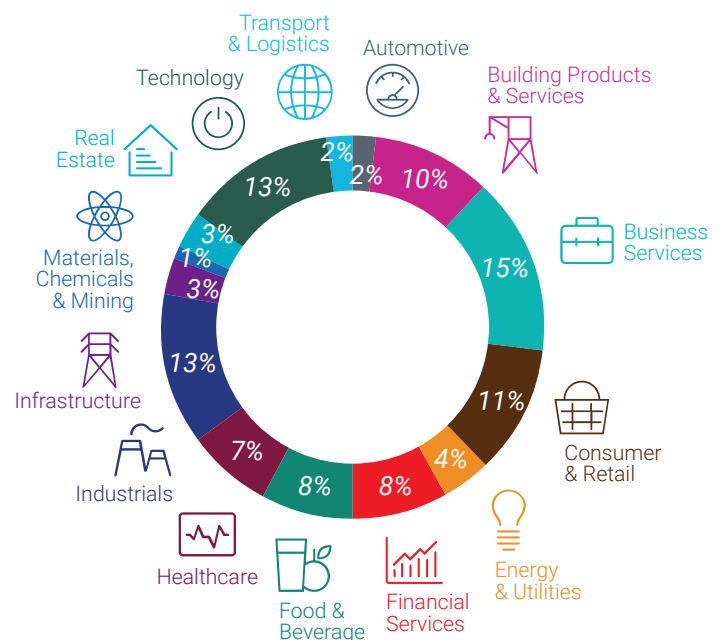 Transport
& Logistics
Automotive
Building Products
& Services
Technology
Real
Estate
2%
2%
10%
13%
Business
Services
15%
3%
1%
3%
Materials,
Chemicals
& Mining
13%
Infrastructure
11%
Consumer
& Retail
7%
4%
8%
8%
Industrials
Healthcare
Energy
& Utilities
Food &
Beverage
Financial
Services